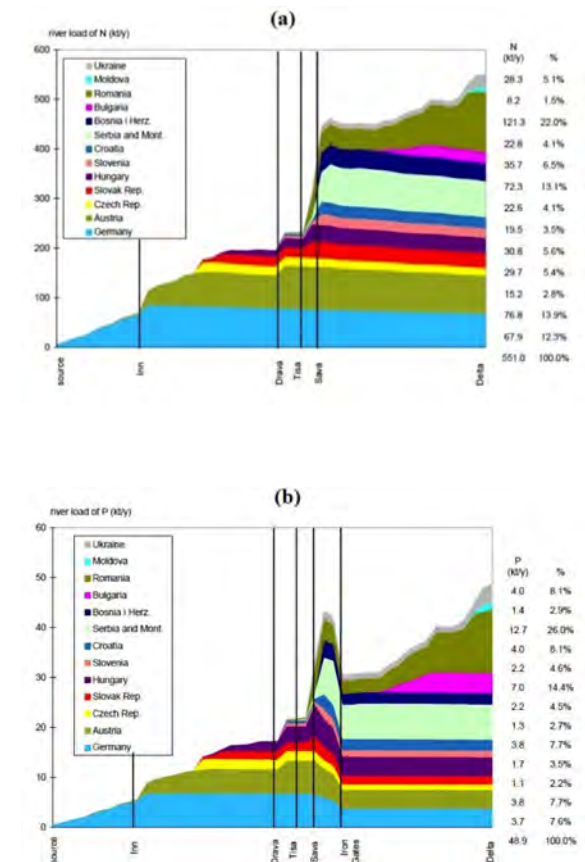 (a)
river load of N (kt/y)
600
500
400
300
200
100
0
Ukraine
Moldova
Romania
Bulgaria
Bosnia i Herz.
Serbia and Mont.
Croatia
Slovenia
Hungary
Slovak Rep.
Czech Rep.
Austria
Germany
source
Inn
Drava
Tisa
Sava
Delta
N
(kt/y) %
28.3 5.1%
8.2 1.5%
121.3 22.0%
22.8 4.1%
35.7 6.5%
72.3 13.1%
22.6 4.1%
19.5 3.5%
30.8 5.6%
29.7 5.4%
15.2 2.8%
76.8 13.9%
67.9 12.3%
551.0 100.0%
(b)
river load of P (kt/y)
60
50
40
30
20
10
0
Ukraine
Moldova
Romania
Bulgaria
Bosnia i Herz.
Serbia and Mont.
Croatia
Slovenia
Hungary
Slovak Rep.
Czech Rep.
Austria
Germany
source
Inn
Drava
Tisa
Sava
Iron
Gates
Delta
P
(kt/y) %
4.0 8.1%
1.4 2.9%
12.7 26.0%
4.0 8.1%
2.2 4.6%
7.0 14.4%
2.2 4.5%
1.3 2.7%
3.8 7.7%
1.7 3.5%
1.1 2.2%
3.8 7.7%
3.7 7.6%
48.9 100.0%